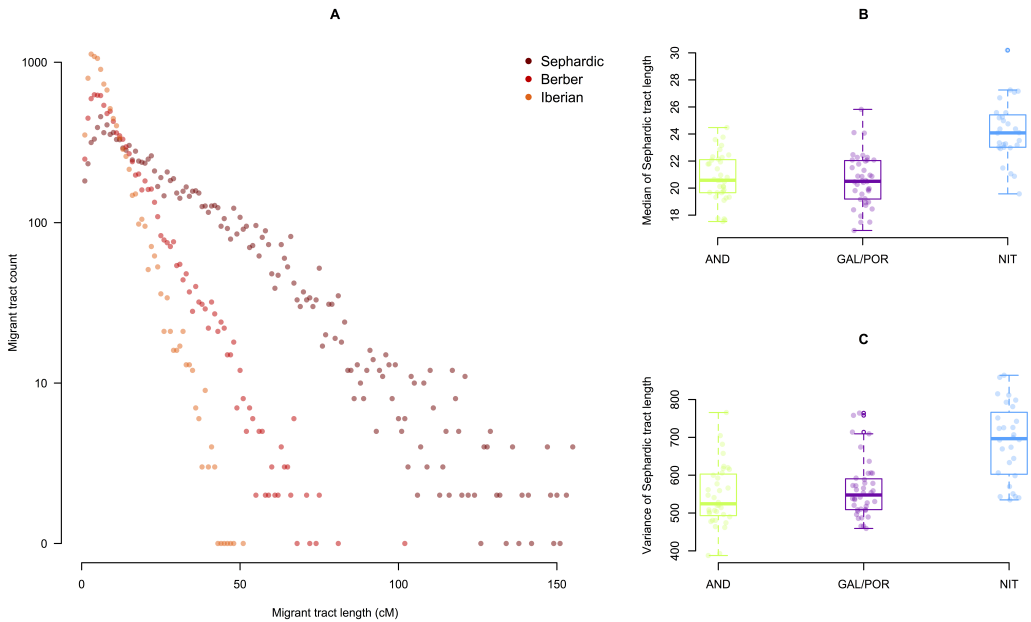 A
Migrant tract count
1000
100
10
0
0
50
100
150
Migrant tract length (cM)
Sephardic
Berber
Iberian
B
Median of Sephardic tract length
30
28
26
24
22
20
18
AND
GAL/POR
NIT
C
Variance of Sephardic tract length
800
700
600
500
400
AND
GAL/POR
NIT